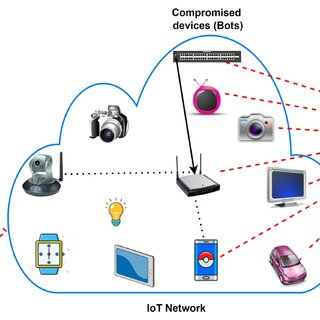 Compromised
devices (Bots)
IoT Network